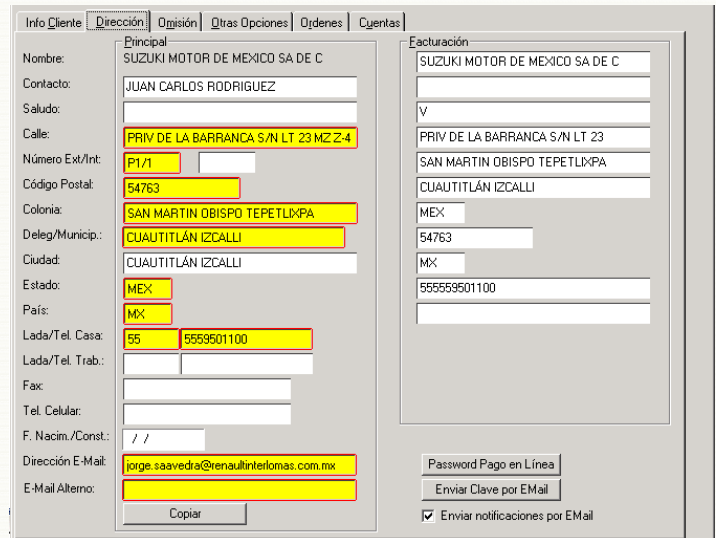 Info Cliente Dirección Omisión Otras Opciones Ordenes Cuentas
Principal
Nombre: SUZUKI MOTOR DE MEXICO SA DE C
Contacto: JUAN CARLOS RODRIGUEZ
Saludo:
Calle: PRIV DE LA BARRANCA S/N LT 23 MZ Z-4
Número Ext/Int: P1/1
Código Postal: 54763
Colonia: SAN MARTIN OBISPO TEPETLIXPA
Deleg/Municip.: CUAUTITLÁN IZCALLI
Ciudad: CUAUTITLÁN IZCALLI
Estado: MEX
País: MX
Lada/Tel. Casa: 55 5559501100
Lada/Tel. Trab.:
Fax:
Tel. Celular:
F. Nacim./Const.: / /
Dirección E-Mail: jorge.saavedra@renaultinterlomas.com.mx
E-Mail Alterno:
Copiar
Facturación
SUZUKI MOTOR DE MEXICO SA DE C
V
PRIV DE LA BARRANCA S/N LT 23
SAN MARTIN OBISPO TEPETLIXPA
CUAUTITLÁN IZCALLI
MEX
54763
MX
555559501100
Password Pago en Línea
Enviar Clave por EMail
Enviar notificaciones por EMail